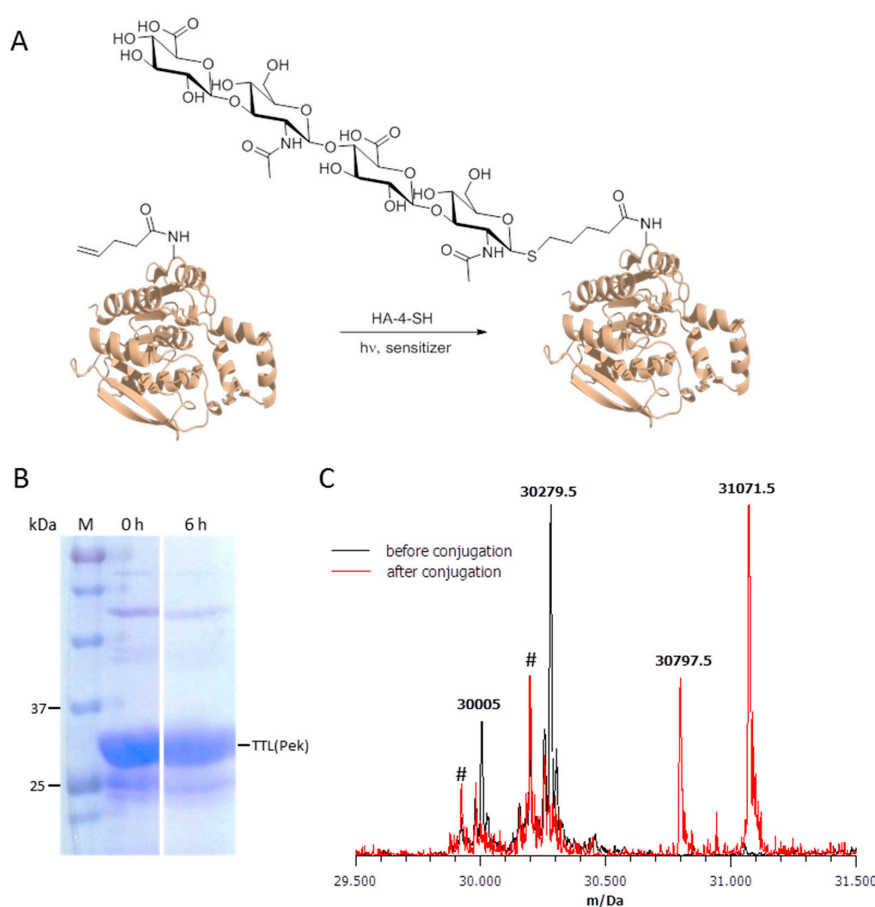 A
HO
O
HO
HO
OH
O
HO
OH
O
O
O
NH
O
HO
O
O
HO
OH
O
HO
OH
O
O
O
NH
O
S
O
NH
O
NH
HA-4-SH
hν, sensitizer
B
kDa M 0 h 6 h
37
25
TTL(Pek)
C
before conjugation
after conjugation
30279.5
31071.5
30797.5
30005
#
#
29.500 30.000 30.500 31.000 31.500
m/Da